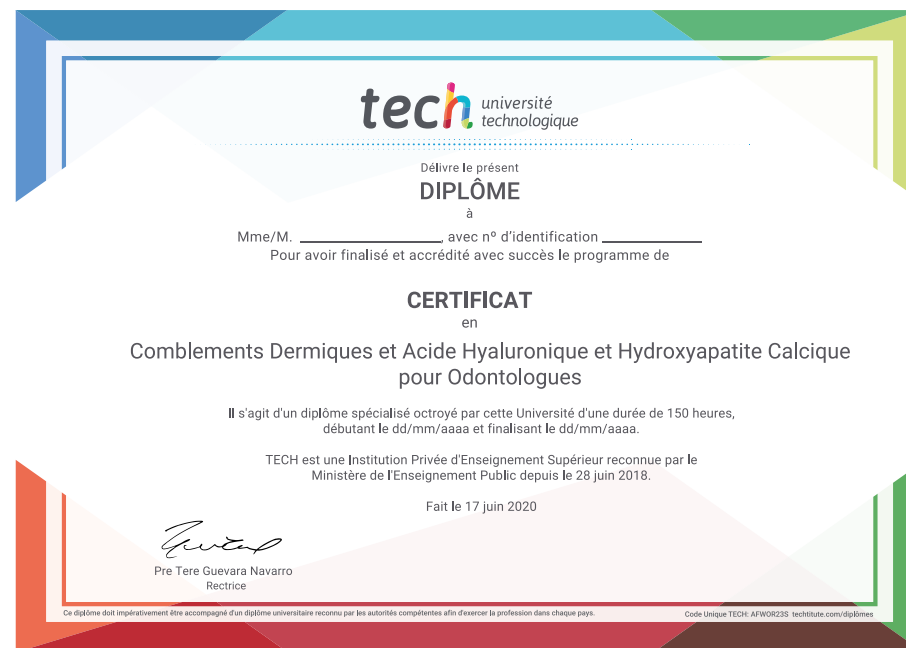 tech université
technologique
Délivre le présent
DIPLÔME
à
Mme/M. ____________________, avec nº d'identification ______________
Pour avoir finalisé et accrédité avec succès le programme de
CERTIFICAT
en
Comblements Dermiques et Acide Hyaluronique et Hydroxyapatite Calcique
pour Odontologues
Il s'agit d'un diplôme spécialisé octroyé par cette Université d'une durée de 150 heures,
débutant le dd/mm/aaaa et finalisant le dd/mm/aaaa.
TECH est une Institution Privée d'Enseignement Supérieur reconnue par le
Ministère de l'Enseignement Public depuis le 28 juin 2018.
Fait le 17 juin 2020
Pre Tere Guevara Navarro
Rectrice
Ce diplôme doit impérativement être accompagné d'un diplôme universitaire reconnu par les autorités compétentes afin d'exercer la profession dans chaque pays.
Code Unique TECH: AFWOR23S techtitute.com/diplômes